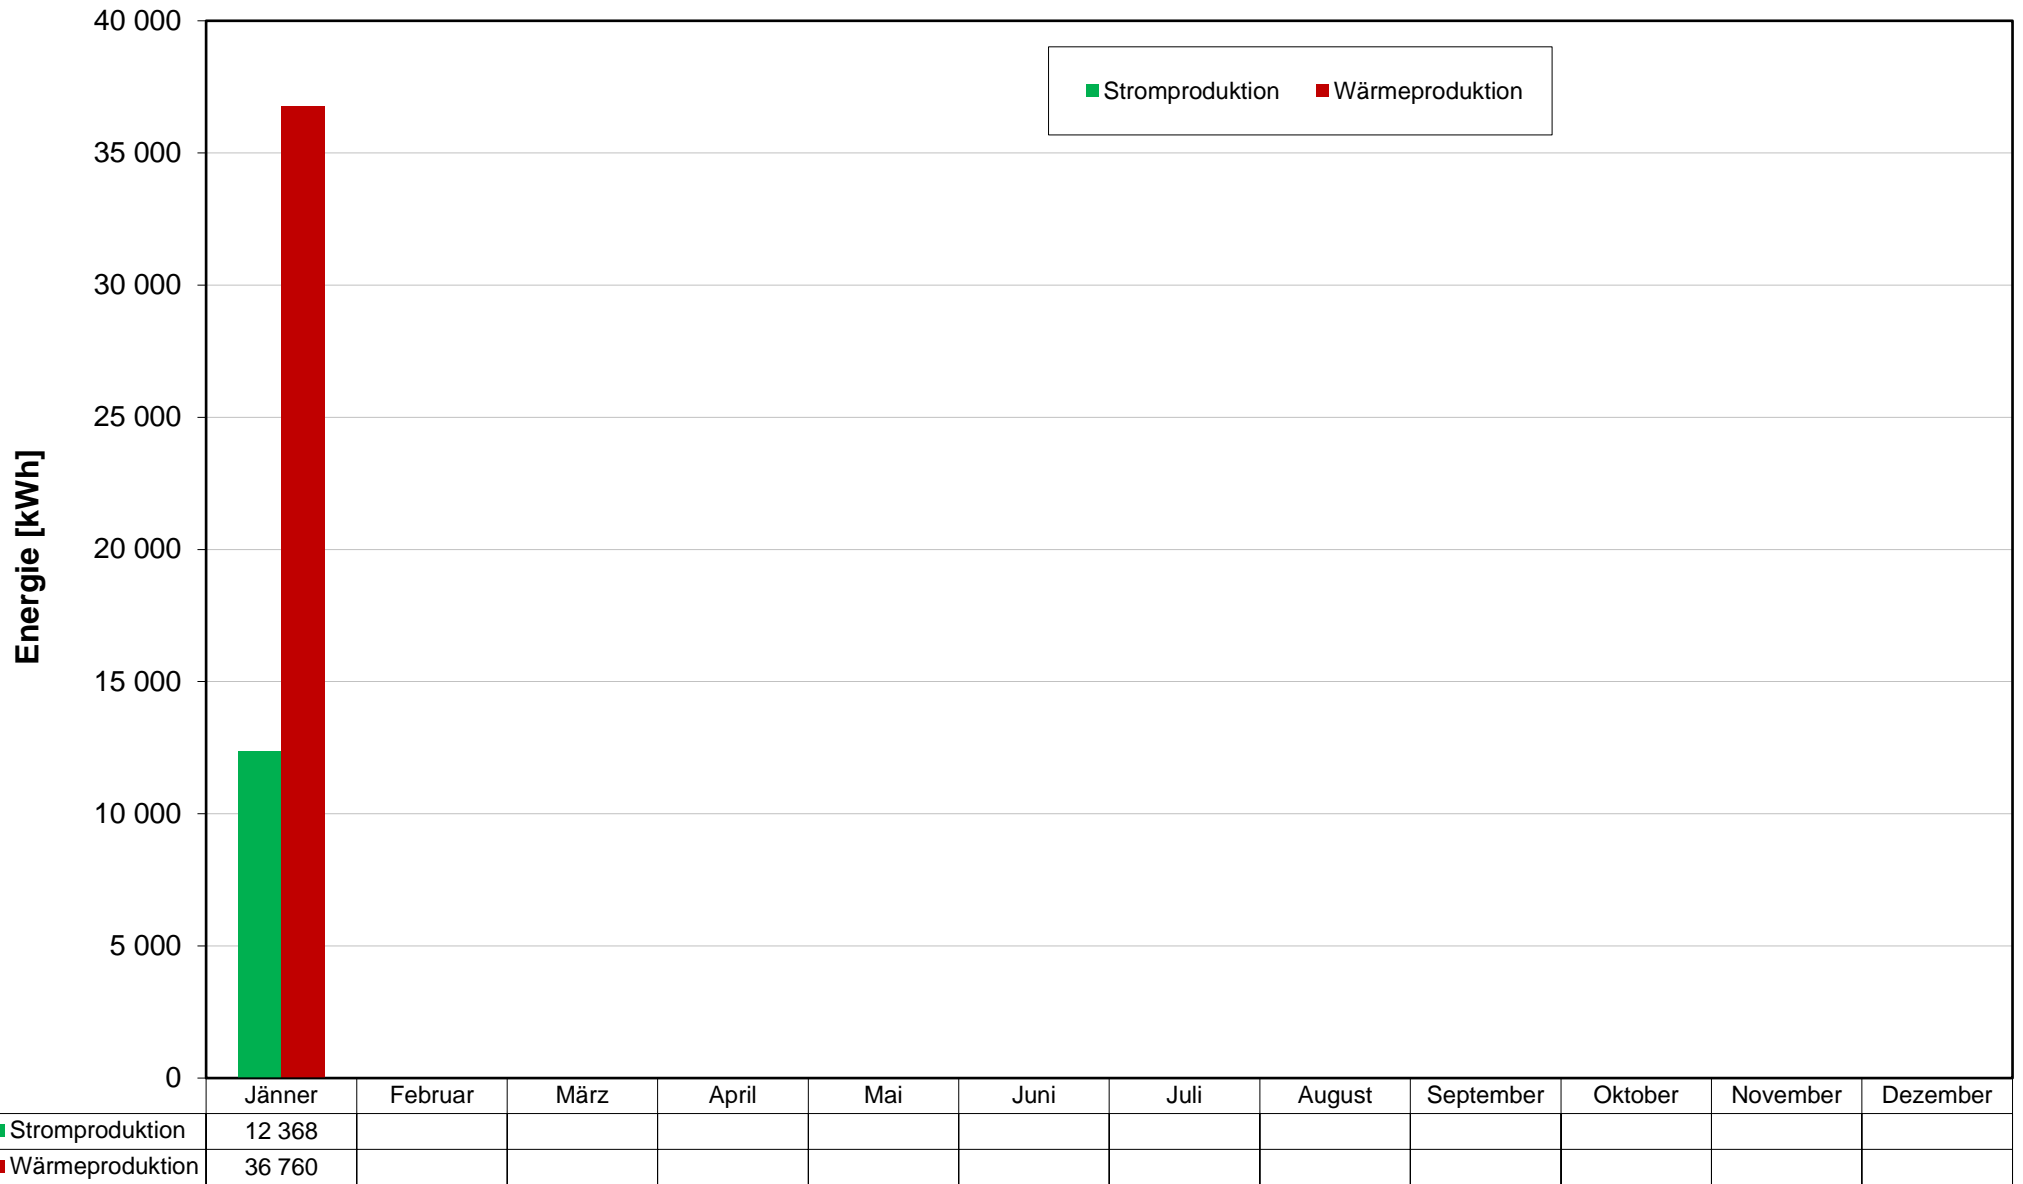 40 000
Stromproduktion Wärmeproduktion
35 000
30 000
25 000
20 000
15 000
10 000
5 000
0
Energie [kWh]
Jänner Februar März April Mai Juni Juli August September Oktober November Dezember
Stromproduktion 12 368
Wärmeproduktion 36 760